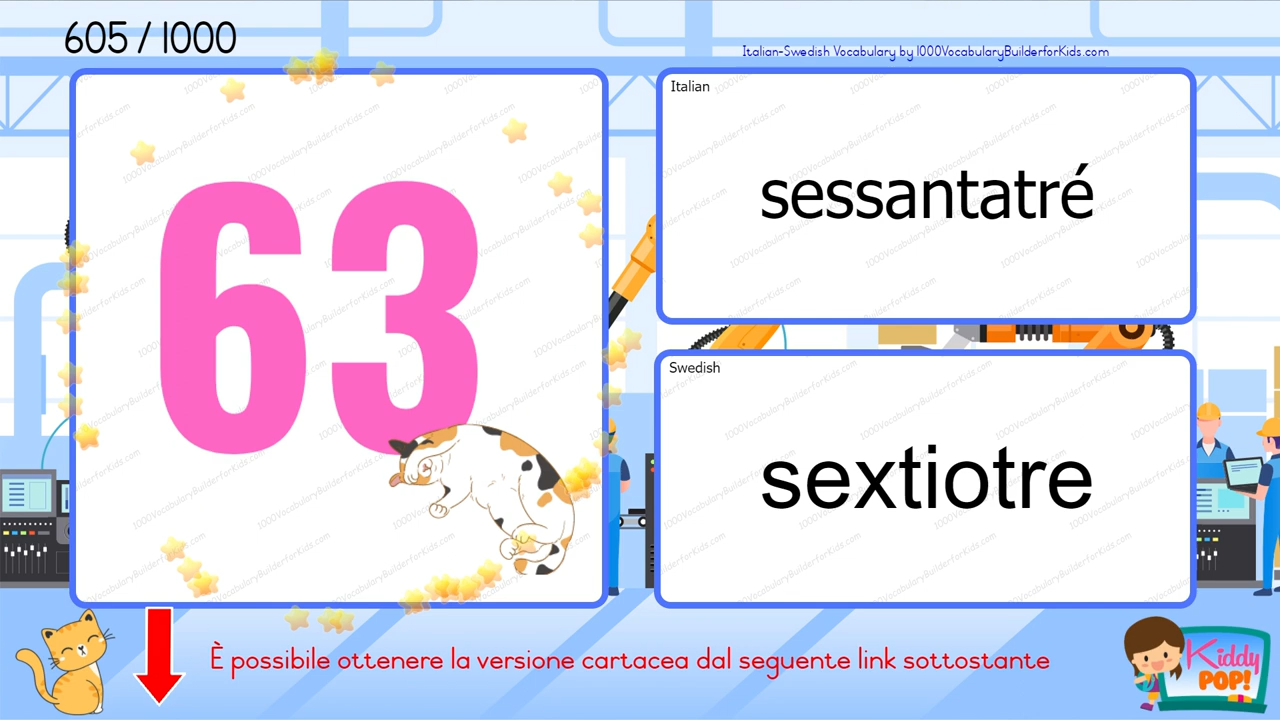 605 / 1000
Italian-Swedish Vocabulary by 1000VocabularyBuilderforKids.com
63
Italian
sessantatré
Swedish
sextiotre
È possibile ottenere la versione cartacea dal seguente link sottostante
Kiddy
POP!